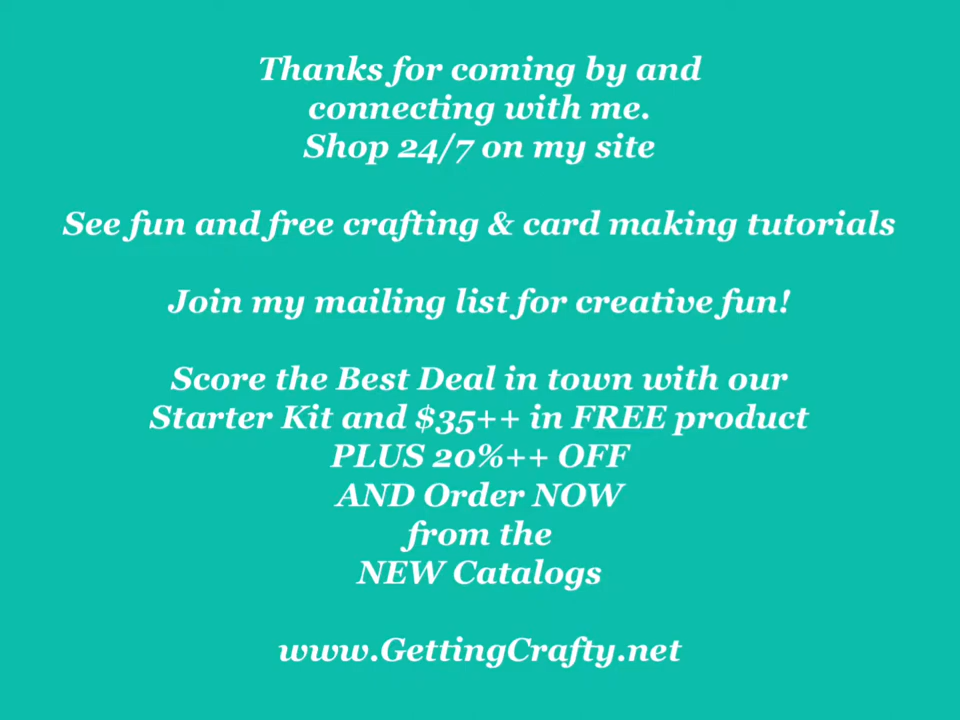 Thanks for coming by and
connecting with me.
Shop 24/7 on my site
See fun and free crafting & card making tutorials
Join my mailing list for creative fun!
Score the Best Deal in town with our
Starter Kit and $35++ in FREE product
PLUS 20%++ OFF
AND Order NOW
from the
NEW Catalogs
www.GettingCrafty.net